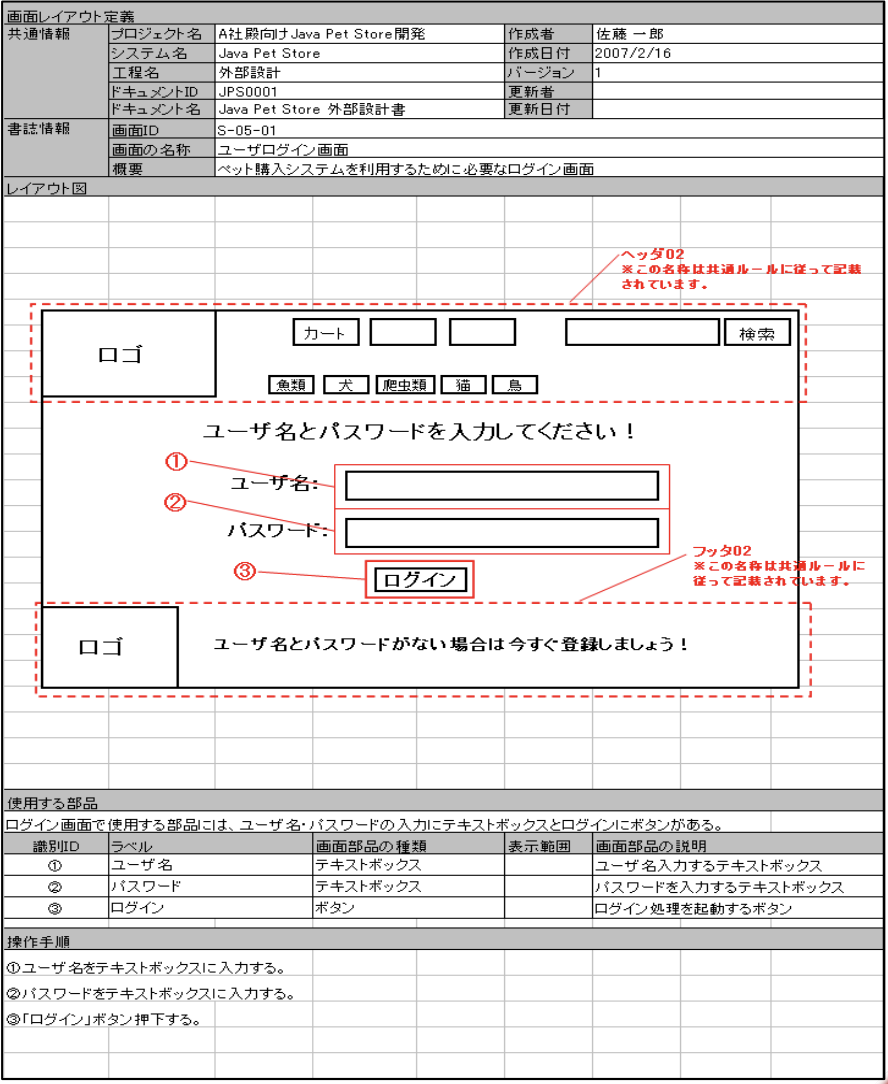 画面レイアウト定義
共通情報 プロジェクト名 A社殿向けJava Pet Store開発 作成者 佐藤 一郎
システム名 Java Pet Store 作成日付 2007/2/16
工程名 外部設計 バージョン 1
ドキュメントID JPS0001 更新者
ドキュメント名 Java Pet Store 外部設計書 更新日付
書誌情報 画面ID S-05-01
画面の名称 ユーザログイン画面
概要 ペット購入システムを利用するために必要なログイン画面
レイアウト図
ヘッダ02
※この名称は共通ルールに従って記載
されています。
ロゴ カート 検索
魚類 犬 爬虫類 猫 鳥
ユーザ名とパスワードを入力してください！
① ユーザ名:
② パスワード:
③ ログイン
フッタ02
※この名称は共通ルールに
従って記載されています。
ロゴ ユーザ名とパスワードがない場合は今すぐ登録しましょう！
使用する部品
ログイン画面で使用する部品には、ユーザ名・パスワードの入力にテキストボックスとログインにボタンがある。
識別ID ラベル 画面部品の種類 表示範囲 画面部品の説明
① ユーザ名 テキストボックス ユーザ名入力するテキストボックス
② パスワード テキストボックス パスワードを入力するテキストボックス
③ ログイン ボタン ログイン処理を起動するボタン
操作手順
①ユーザ名をテキストボックスに入力する。
②パスワードをテキストボックスに入力する。
③「ログイン」ボタン押下する。